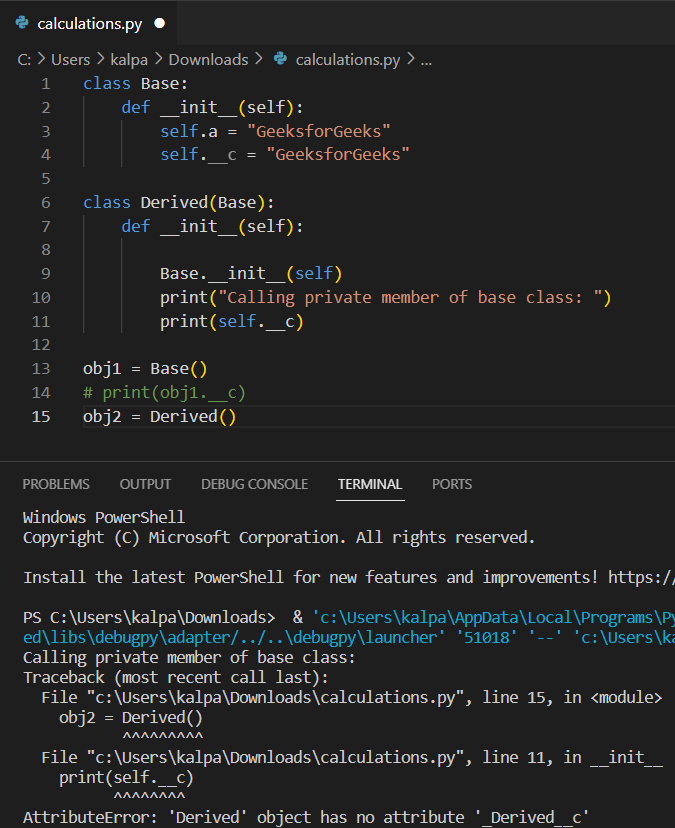 calculations.py
C: > Users > kalpa > Downloads > calculations.py > ...
1 class Base:
2     def __init__(self):
3         self.a = "GeeksforGeeks"
4         self.__c = "GeeksforGeeks"
5
6 class Derived(Base):
7     def __init__(self):
8
9         Base.__init__(self)
10         print("Calling private member of base class: ")
11         print(self.__c)
12
13 obj1 = Base()
14 # print(obj1.__c)
15 obj2 = Derived()
PROBLEMS OUTPUT DEBUG CONSOLE TERMINAL PORTS
Windows PowerShell
Copyright (C) Microsoft Corporation. All rights reserved.
Install the latest PowerShell for new features and improvements! https:/
PS C:\Users\kalpa\Downloads>  & 'c:\Users\kalpa\AppData\Local\Programs\Py
ed\libs\debugpy\adapter/../..\debugpy\launcher' '51018' '--' 'c:\Users\ka
Calling private member of base class:
Traceback (most recent call last):
  File "c:\Users\kalpa\Downloads\calculations.py", line 15, in <module>
    obj2 = Derived()
           ^^^^^^^^^
  File "c:\Users\kalpa\Downloads\calculations.py", line 11, in __init__
    print(self.__c)
          ^^^^^^^^
AttributeError: 'Derived' object has no attribute '_Derived__c'